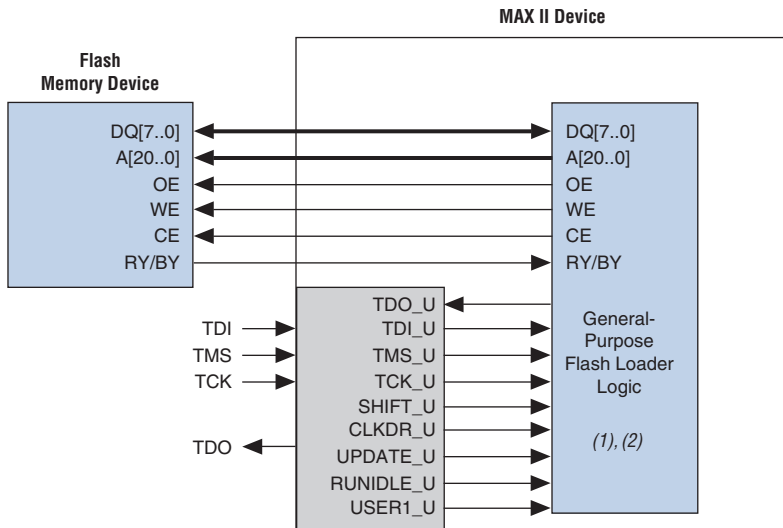 MAX II Device
Flash
Memory Device
DQ[7..0]
A[20..0]
OE
WE
CE
RY/BY
DQ[7..0]
A[20..0]
OE
WE
CE
RY/BY
TDI
TMS
TCK
TDO
TDO_U
TDI_U
TMS_U
TCK_U
SHIFT_U
CLKDR_U
UPDATE_U
RUNIDLE_U
USER1_U
General-
Purpose
Flash Loader
Logic
(1), (2)